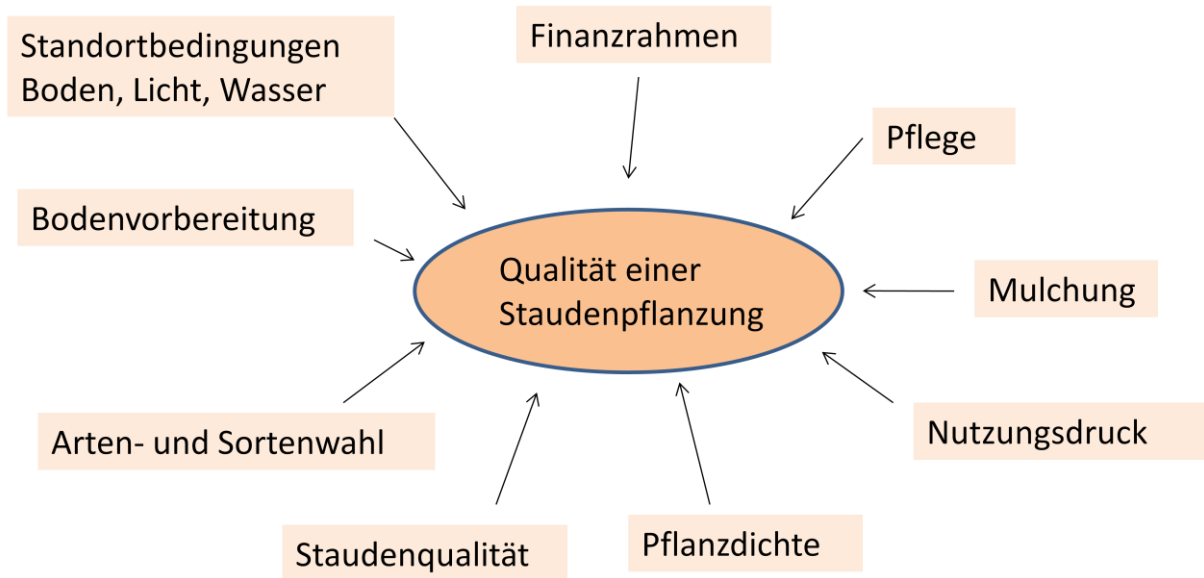 Standortbedingungen
Boden, Licht, Wasser
Finanzrahmen
Pflege
Bodenvorbereitung
Qualität einer
Staudenpflanzung
Mulchung
Arten- und Sortenwahl
Nutzungsdruck
Staudenqualität
Pflanzdichte